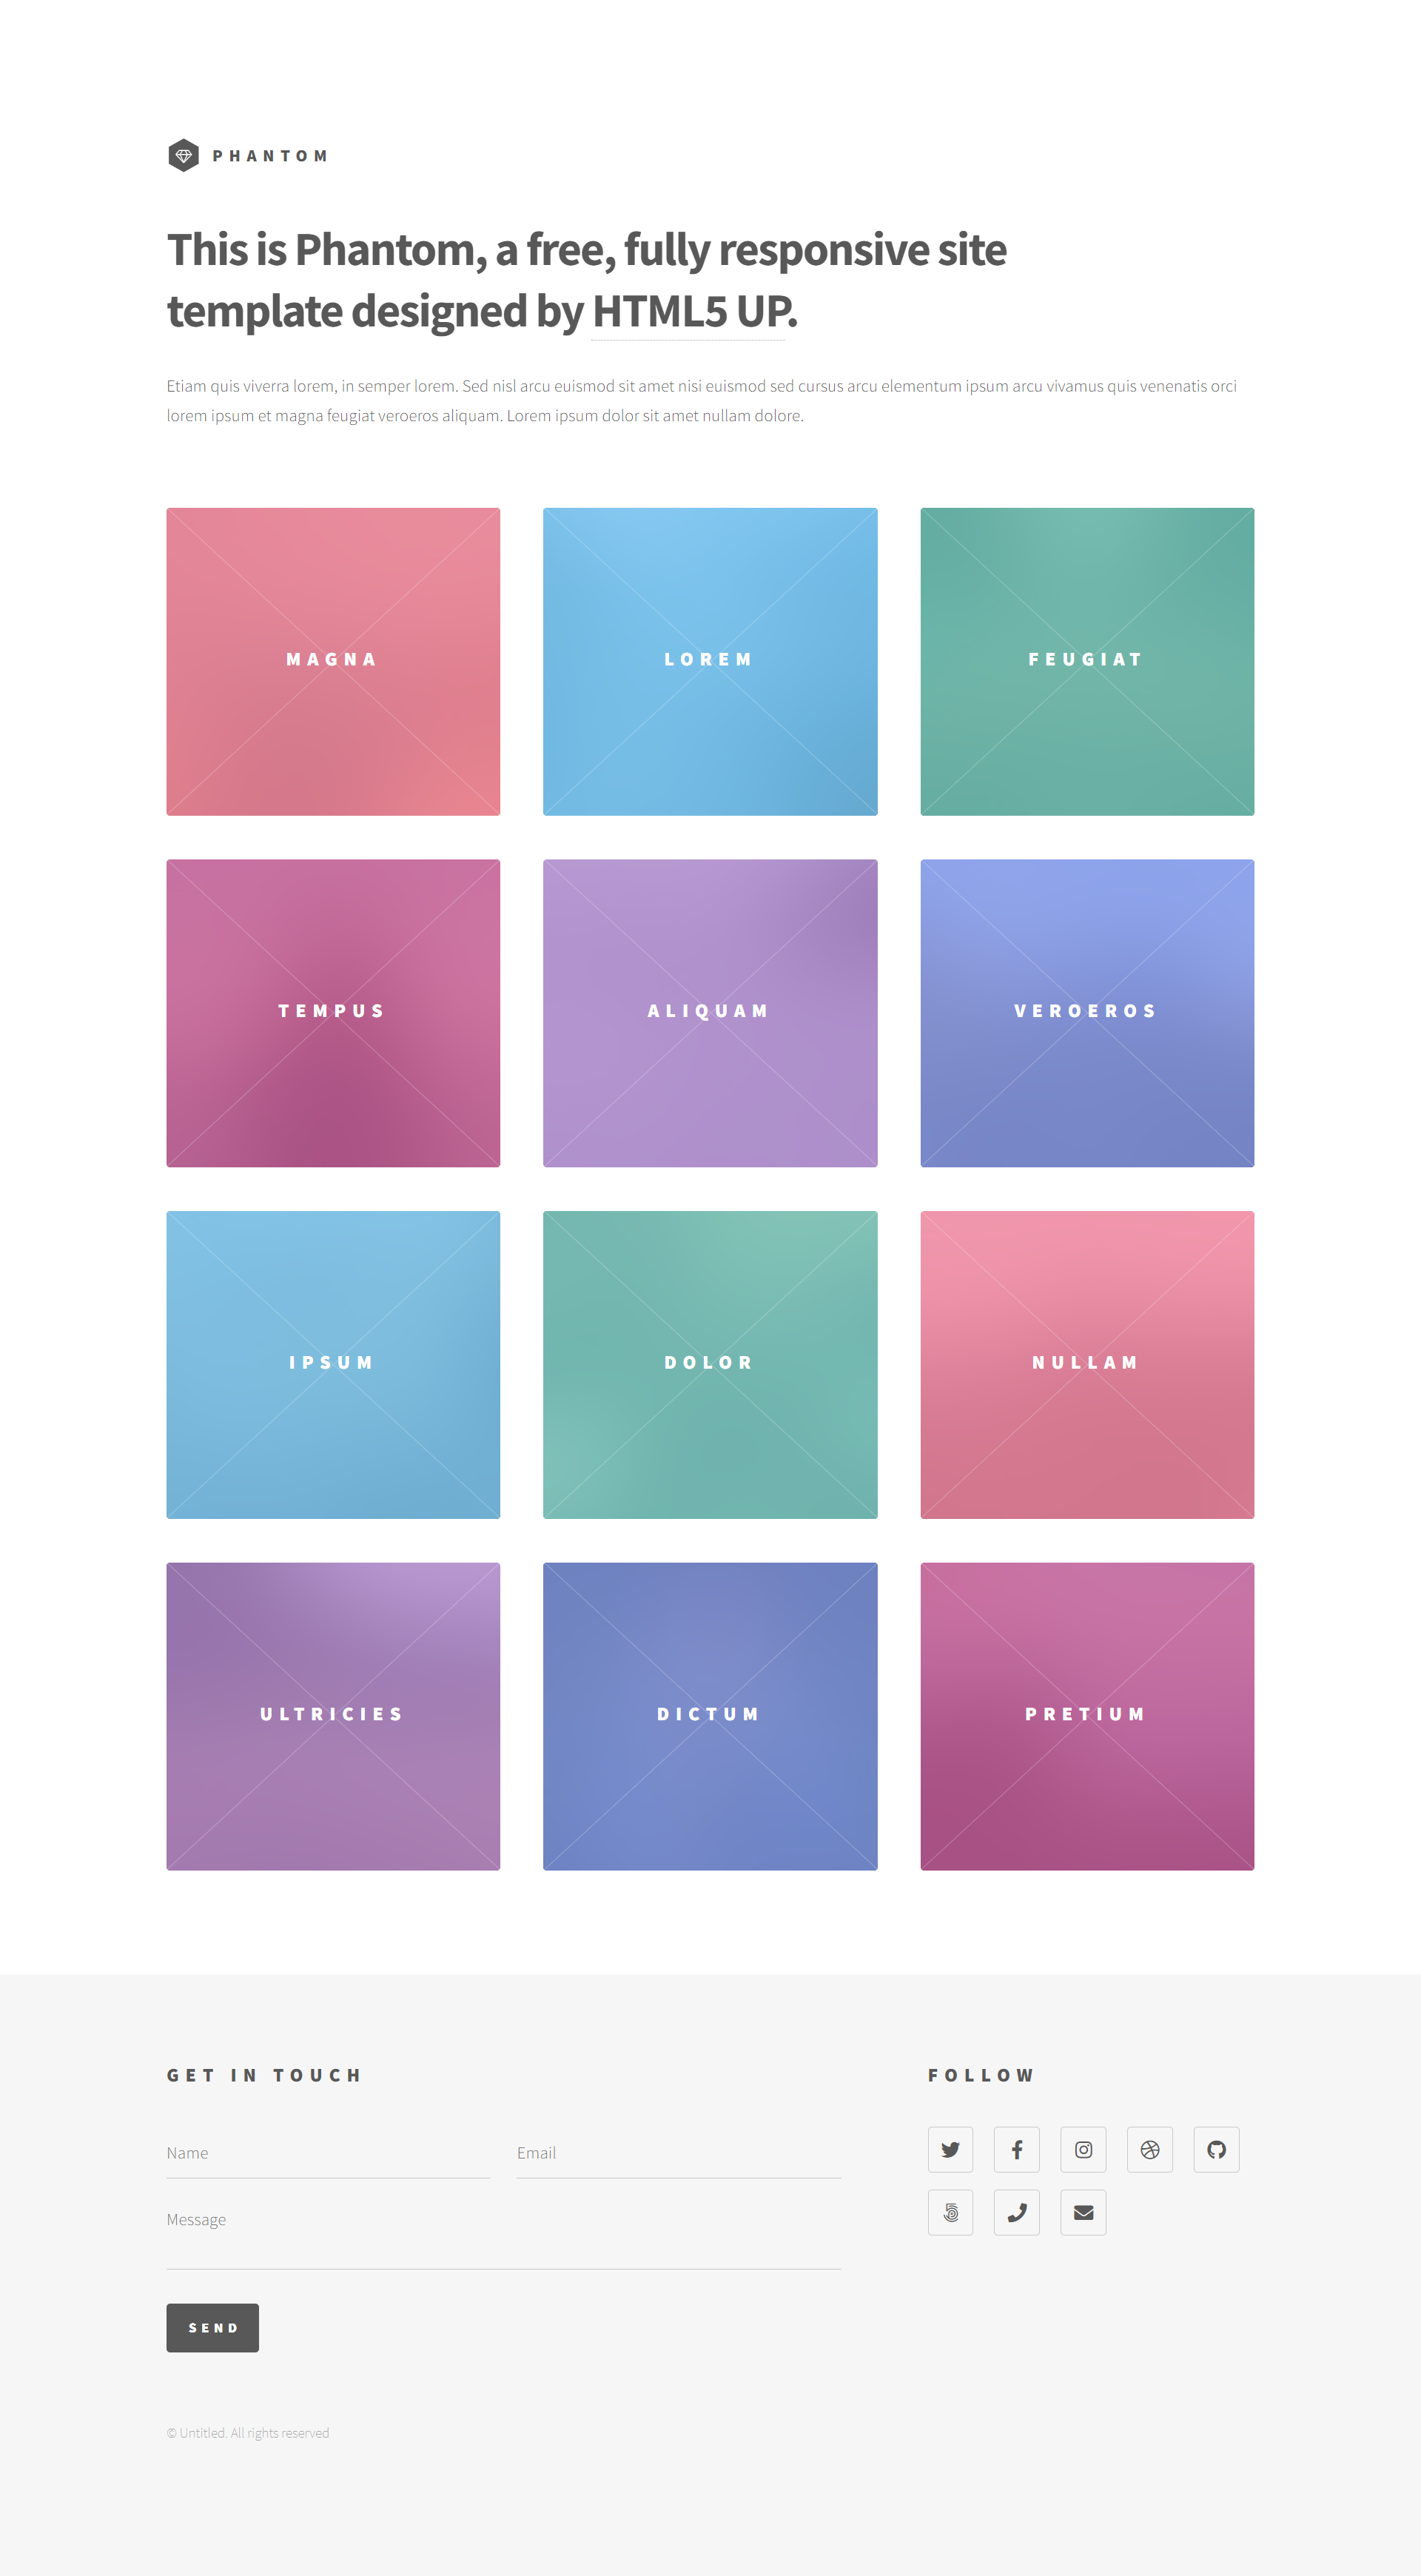 PHANTOM
This is Phantom, a free, fully responsive site
template designed by HTML5 UP.
Etiam quis viverra lorem, in semper lorem. Sed nisl arcu euismod sit amet nisi euismod sed cursus arcu elementum ipsum arcu vivamus quis venenatis orci
lorem ipsum et magna feugiat veroeros aliquam. Lorem ipsum dolor sit amet nullam dolore.
MAGNA
LOREM
FEUGIAT
TEMPUS
ALIQUAM
VEROEROS
IPSUM
DOLOR
NULLAM
ULTRICIES
DICTUM
PRETIUM
GET IN TOUCH
FOLLOW
Name
Email
Message
SEND
© Untitled. All rights reserved